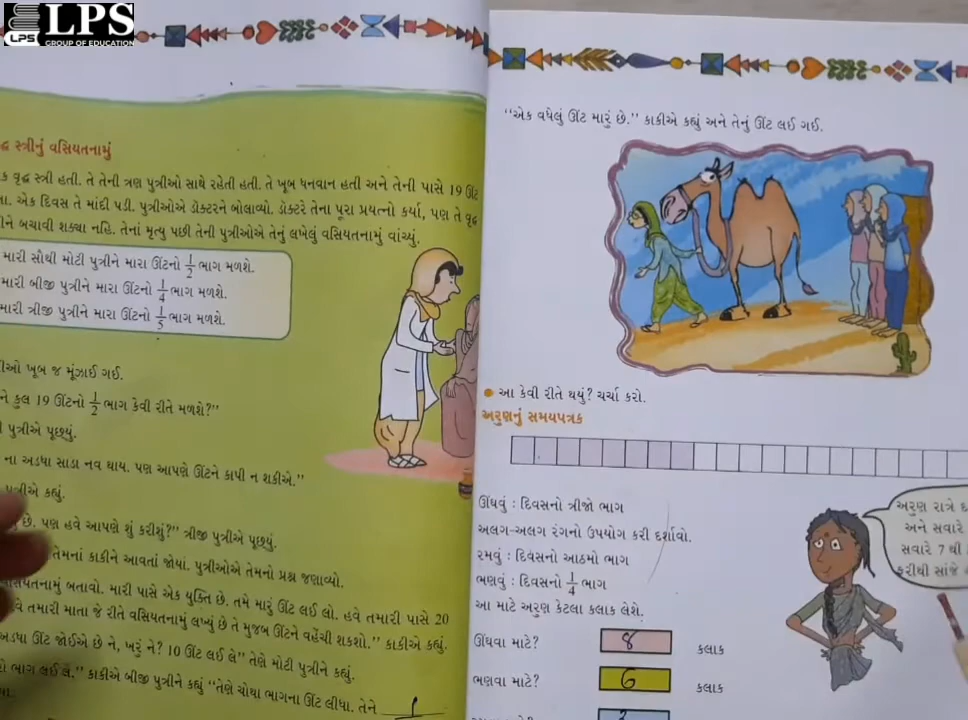 LPS
LPS
GROUP OF EDUCATION
સ્ત્રીનું વસિયતનામું
વૃદ્ધ સ્ત્રી હતી. તે તેની ત્રણ પુત્રીઓ સાથે રહેતી હતી. તે ખૂબ ધનવાન હતી અને તેની પાસે 19 ઊંટ
એક દિવસ તે માંદી પડી. પુત્રીઓએ ડૉક્ટરને બોલાવ્યો. ડૉક્ટરે તેના પૂરા પ્રયત્નો કર્યા, પણ તે વૃદ્ધ
બચાવી શક્યા નહિ. તેનાં મૃત્યુ પછી તેની પુત્રીઓએ તેનું લખેલું વસિયતનામું વાંચ્યું.
મારી સૌથી મોટી પુત્રીને મારા ઊંટનો 1/2 ભાગ મળશે.
મારી બીજી પુત્રીને મારા ઊંટનો 1/4 ભાગ મળશે.
મારી ત્રીજી પુત્રીને મારા ઊંટનો 1/5 ભાગ મળશે.
ખૂબ જ મૂંઝાઈ ગઈ.
કુલ 19 ઊંટનો 1/2 ભાગ કેવી રીતે મળશે?”
પુત્રીએ પૂછ્યું.
ના અડધા સાડા નવ થાય. પણ આપણે ઊંટને કાપી ન શકીએ.”
પુત્રીએ કહ્યું.
છે. પણ હવે આપણે શું કરીશું?” ત્રીજી પુત્રીએ પૂછ્યું.
તેમનાં કાકીને આવતાં જોયાં. પુત્રીઓએ તેમનો પ્રશ્ન જણાવ્યો.
વસિયતનામું બતાવો. મારી પાસે એક યુક્તિ છે. તમે મારું ઊંટ લઈ લો. હવે તમારી પાસે 20
તમારી માતા જે રીતે વસિયતનામું લખ્યું છે તે મુજબ ઊંટને વહેંચી શકશો.” કાકીએ કહ્યું.
અડધા ઊંટ જોઈએ છે ને, ખરું ને? 10 ઊંટ લઈ લે” તેણે મોટી પુત્રીને કહ્યું.
ભાગ લઈ લે.” કાકીએ બીજી પુત્રીને કહ્યું “તેણે ચોથા ભાગના ઊંટ લીધા. તેને
“એક વધેલું ઊંટ મારું છે.” કાકીએ કહ્યું અને તેનું ઊંટ લઈ ગઈ.
આ કેવી રીતે થયું? ચર્ચા કરો.
અરુણનું સમયપત્રક
ઊંઘવું : દિવસનો ત્રીજો ભાગ
અલગ-અલગ રંગનો ઉપયોગ કરી દર્શાવો.
રમવું : દિવસનો આઠમો ભાગ
ભણવું : દિવસનો 1/4 ભાગ
આ માટે અરુણ કેટલા કલાક લેશે.
ઊંઘવા માટે? 8 કલાક
ભણવા માટે? 6 કલાક
અરુણ રાત્રે
અને સવારે
સવારે 7 થી
ફરીથી સાંજે